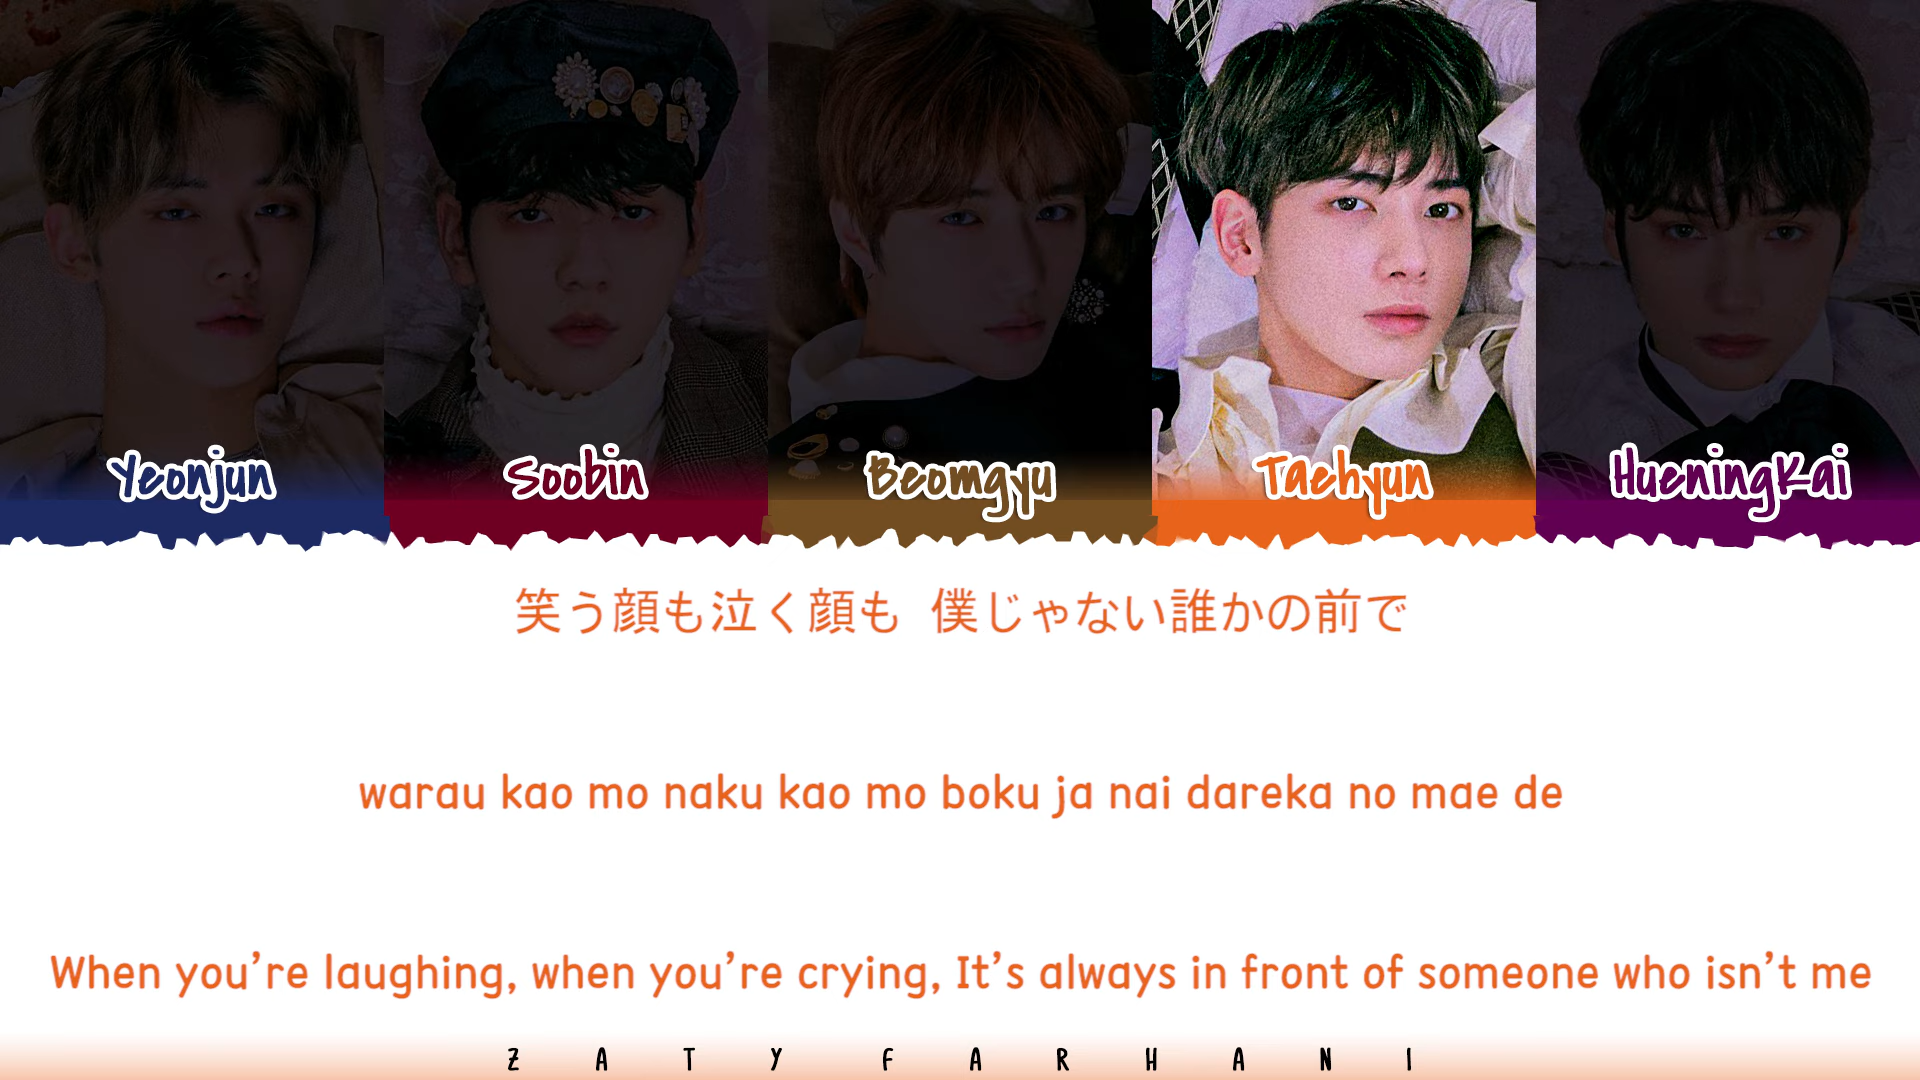 Yeonjun Soobin Beomgyu Taehyun HueningKai
笑う顔も泣く顔も 僕じゃない誰かの前で
warau kao mo naku kao mo boku ja nai dareka no mae de
When you're laughing, when you're crying, It's always in front of someone who isn't me
ZATY FARHANI